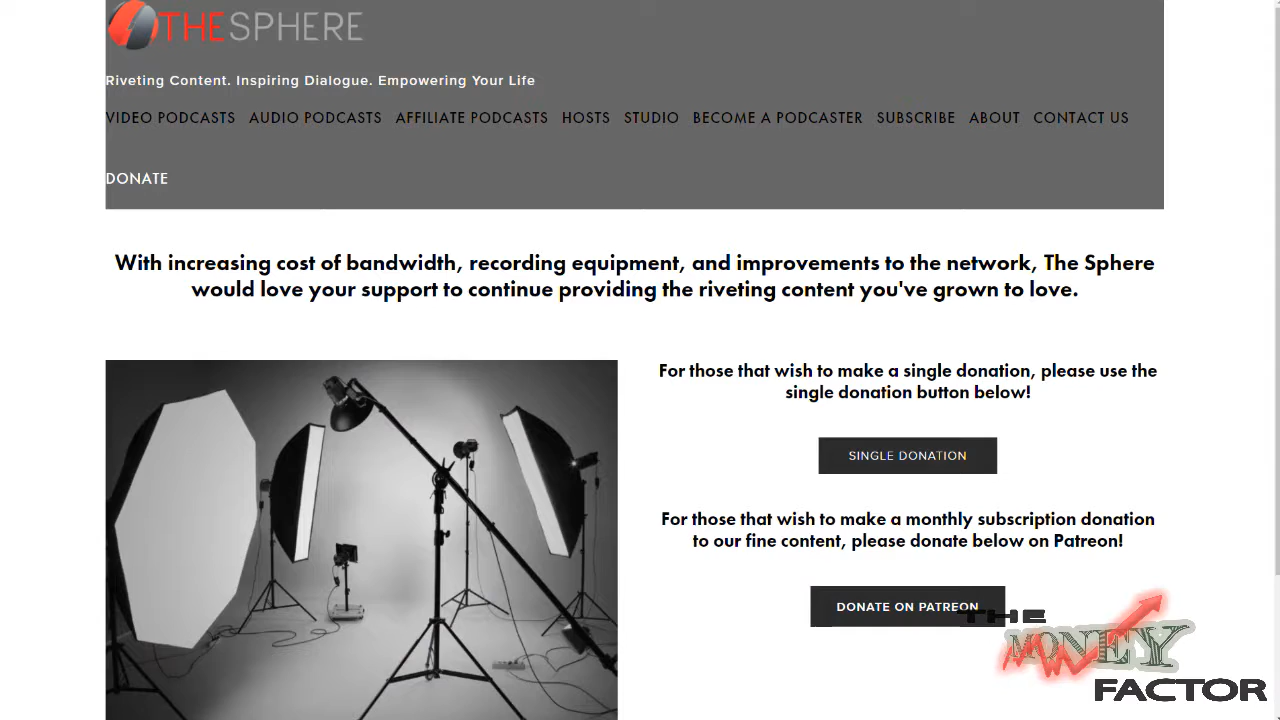 THE SPHERE
Riveting Content. Inspiring Dialogue. Empowering Your Life
VIDEO PODCASTS AUDIO PODCASTS AFFILIATE PODCASTS HOSTS STUDIO BECOME A PODCASTER SUBSCRIBE ABOUT CONTACT US
DONATE
With increasing cost of bandwidth, recording equipment, and improvements to the network, The Sphere
would love your support to continue providing the riveting content you've grown to love.
For those that wish to make a single donation, please use the
single donation button below!
SINGLE DONATION
For those that wish to make a monthly subscription donation
to our fine content, please donate below on Patreon!
DONATE ON PATREON
THE
MONEY
FACTOR